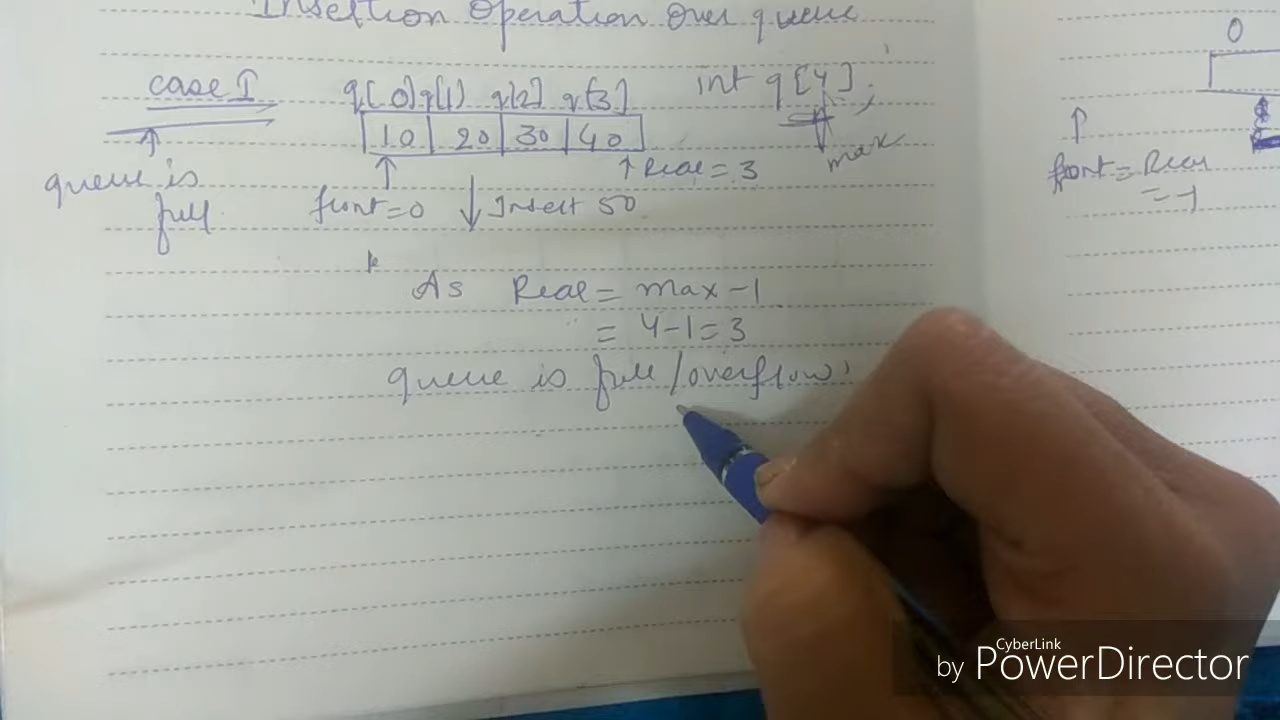 Insertion Operation Over queue
case I
q[0] q[1) q[2] q[3]
int q[4];
10 20 30 40
max
queue is
full
front=0
Rear=3
Insert 50
As Rear = max-1
= 4-1=3
queue is full/overflow
0
front = Rear
= -1
CyberLink
by PowerDirector